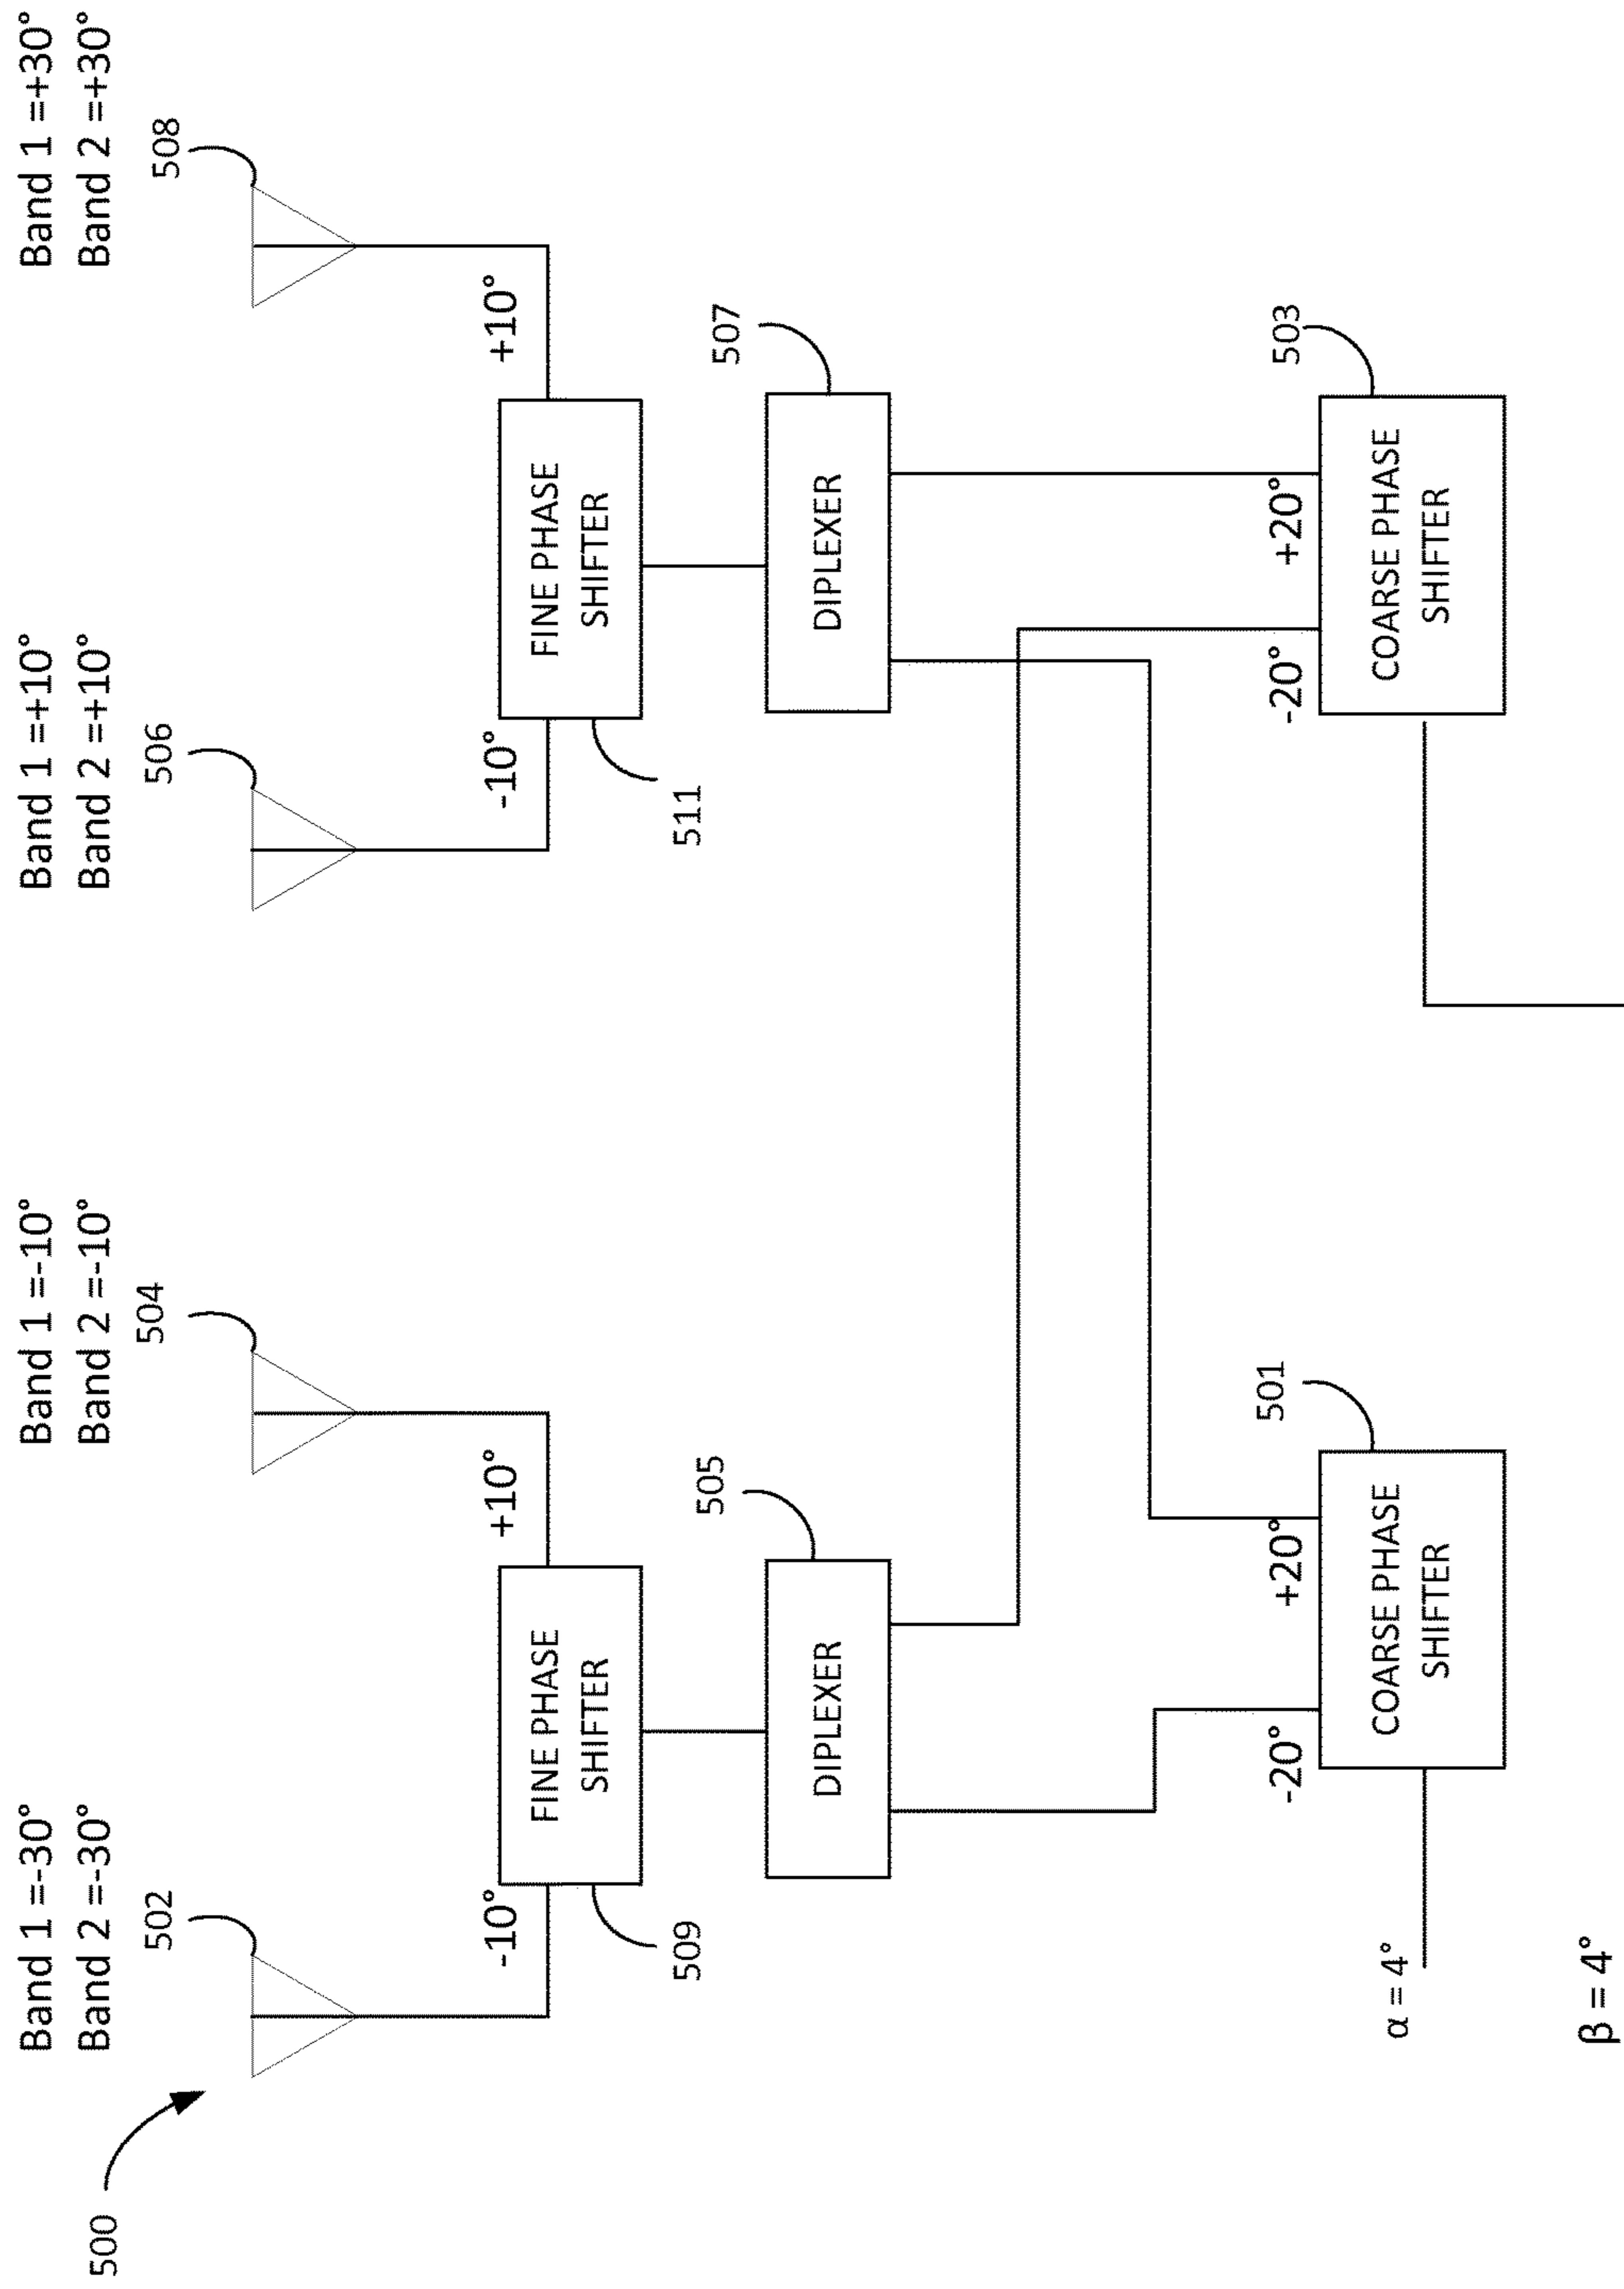 500
Band 1 =-30°
Band 2 =-30°
502
Band 1 =-10°
Band 2 =-10°
504
Band 1 =+10°
Band 2 =+10°
506
Band 1 =+30°
Band 2 =+30°
508
-10°
+10°
-10°
+10°
FINE PHASE
SHIFTER
509
FINE PHASE
SHIFTER
511
DIPLEXER
505
DIPLEXER
507
-20°
+20°
501
-20°
+20°
503
α = 4°
COARSE PHASE
SHIFTER
COARSE PHASE
SHIFTER
β = 4°